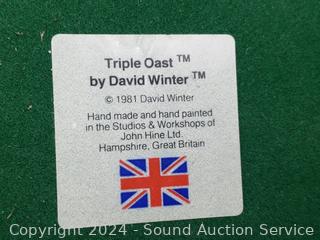 Triple Oast ™
by David Winter ™
© 1981 David Winter
Hand made and hand painted
in the Studios & Workshops of
John Hine Ltd.
Hampshire, Great Britain
Copyright 2024 - Sound Auction Service